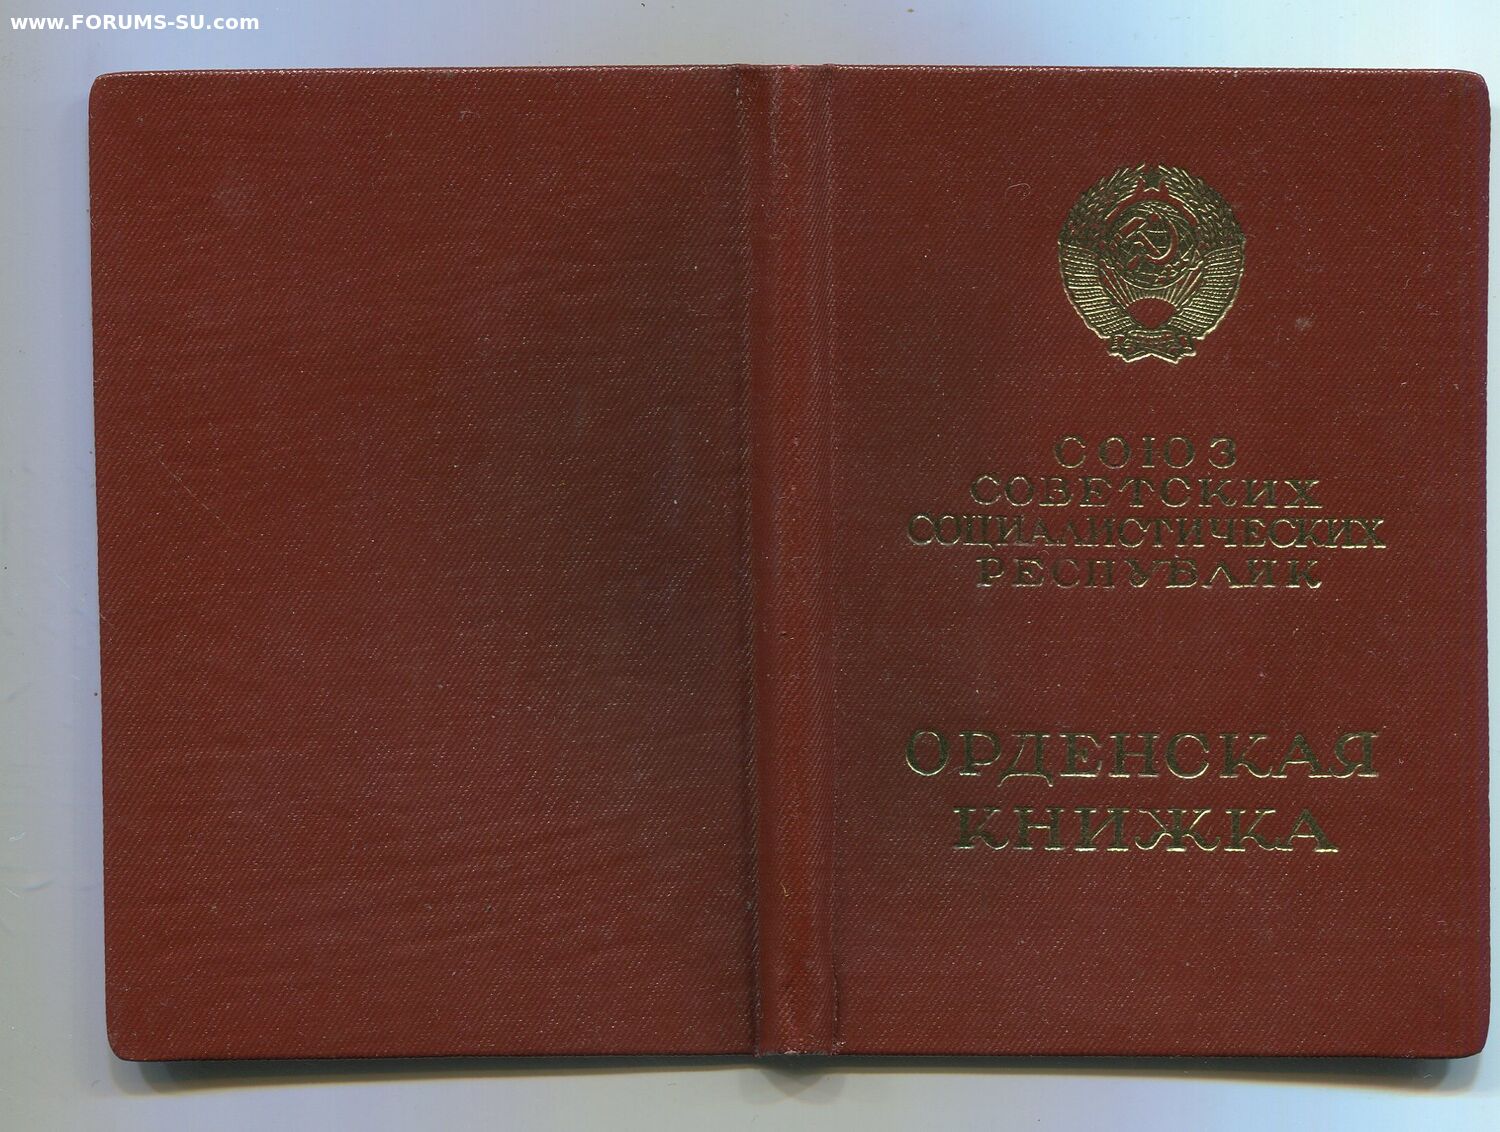 www.FORUMS-SU.com
СОЮЗ
СОВЕТСКИХ
СОЦИАЛИСТИЧЕСКИХ
РЕСПУБЛИК
ОРДЕНСКАЯ
КНИЖКА